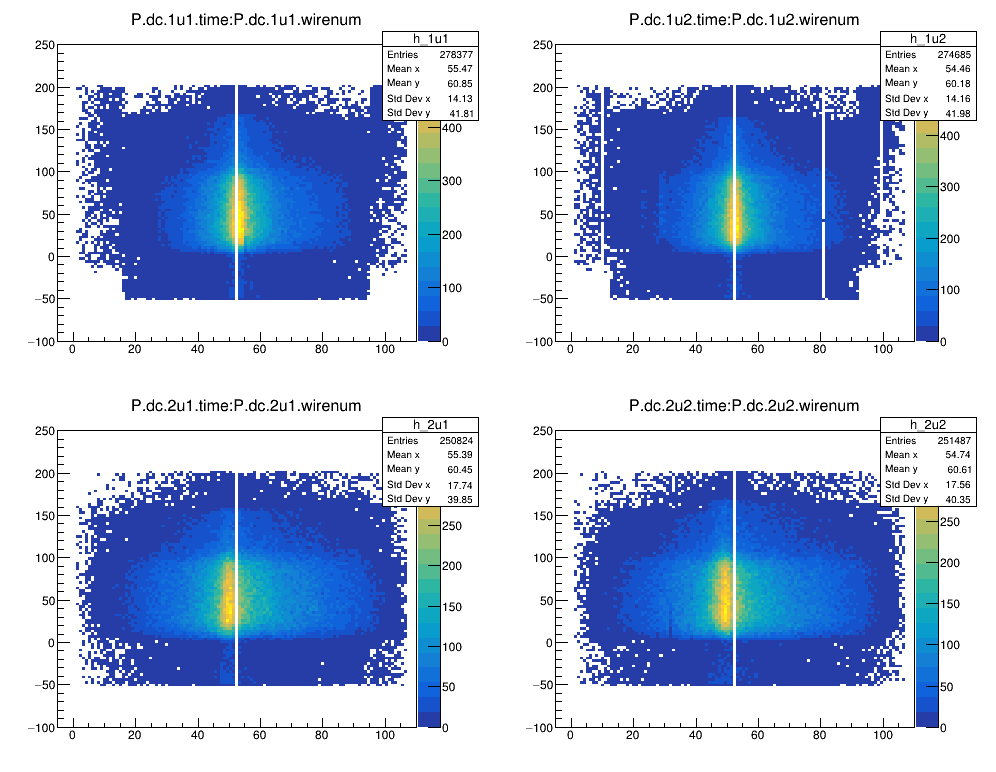 P.dc.1u1.time:P.dc.1u1.wirenum
h_1u1
Entries 278377
Mean x 55.47
Mean y 60.85
Std Dev x 14.13
Std Dev y 41.81
250
200
150
100
50
0
−50
−100
0 20 40 60 80 100
400
300
200
100
0
P.dc.1u2.time:P.dc.1u2.wirenum
h_1u2
Entries 274685
Mean x 54.46
Mean y 60.18
Std Dev x 14.16
Std Dev y 41.98
250
200
150
100
50
0
−50
−100
0 20 40 60 80 100
400
300
200
100
0
P.dc.2u1.time:P.dc.2u1.wirenum
h_2u1
Entries 250824
Mean x 55.39
Mean y 60.45
Std Dev x 17.74
Std Dev y 39.85
250
200
150
100
50
0
−50
−100
0 20 40 60 80 100
250
200
150
100
50
0
P.dc.2u2.time:P.dc.2u2.wirenum
h_2u2
Entries 251487
Mean x 54.74
Mean y 60.61
Std Dev x 17.56
Std Dev y 40.35
250
200
150
100
50
0
−50
−100
0 20 40 60 80 100
250
200
150
100
50
0